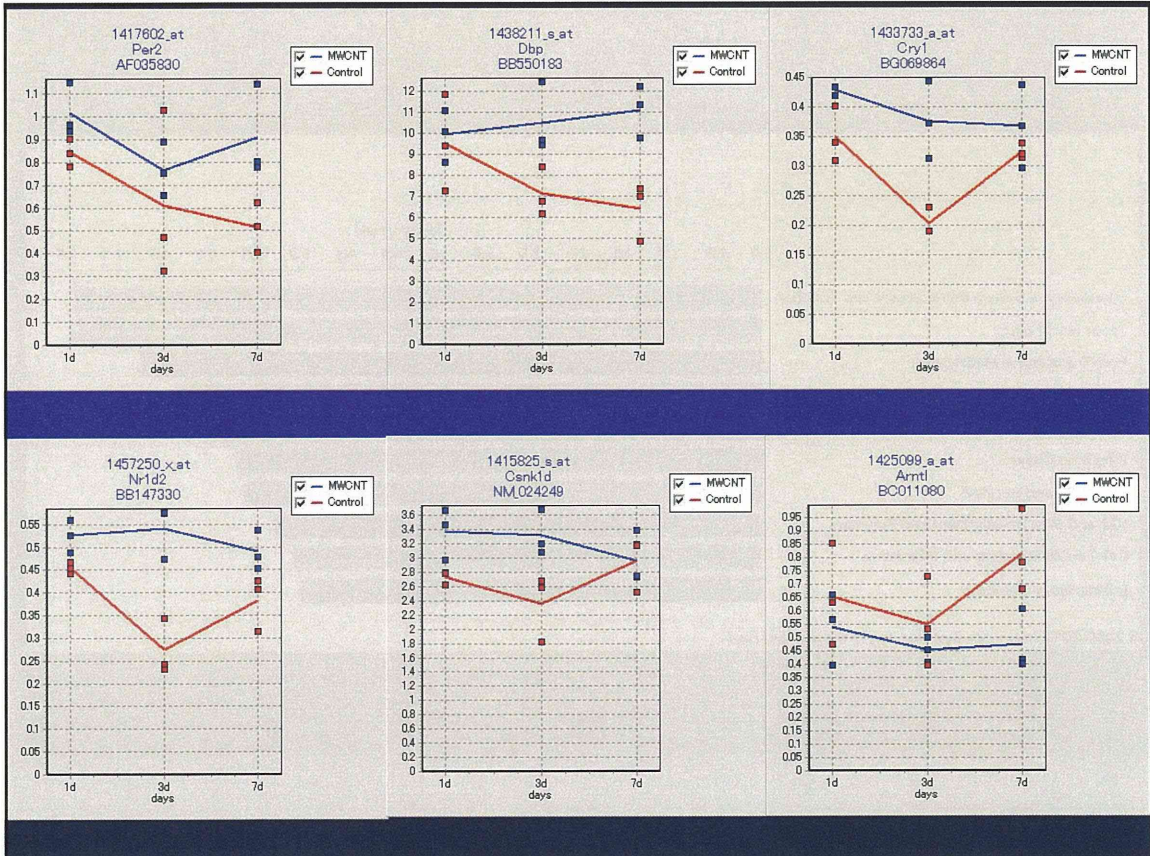 1417602_at
Per2
AF035830
MWCNT
Control
1.1
1
0.9
0.8
0.7
0.6
0.5
0.4
0.3
0.2
0.1
0
1d 3d 7d
days
1438211_s_at
Dbp
BB550183
MWCNT
Control
12
11
10
9
8
7
6
5
4
3
2
1
0
1d 3d 7d
days
1433733_a_at
Cry1
BG069864
MWCNT
Control
0.45
0.4
0.35
0.3
0.25
0.2
0.15
0.1
0.05
0
1d 3d 7d
days
1457250_x_at
Nr1d2
BB147330
MWCNT
Control
0.55
0.5
0.45
0.4
0.35
0.3
0.25
0.2
0.15
0.1
0.05
0
1d 3d 7d
days
1415825_s_at
Csnk1d
NM_024249
MWCNT
Control
3.6
3.4
3.2
3
2.8
2.6
2.4
2.2
2
1.8
1.6
1.4
1.2
1
0.8
0.6
0.4
0.2
0
1d 3d 7d
days
1425099_a_at
Arntl
BC011080
MWCNT
Control
0.95
0.9
0.85
0.8
0.75
0.7
0.65
0.6
0.55
0.5
0.45
0.4
0.35
0.3
0.25
0.2
0.15
0.1
0.05
0
1d 3d 7d
days